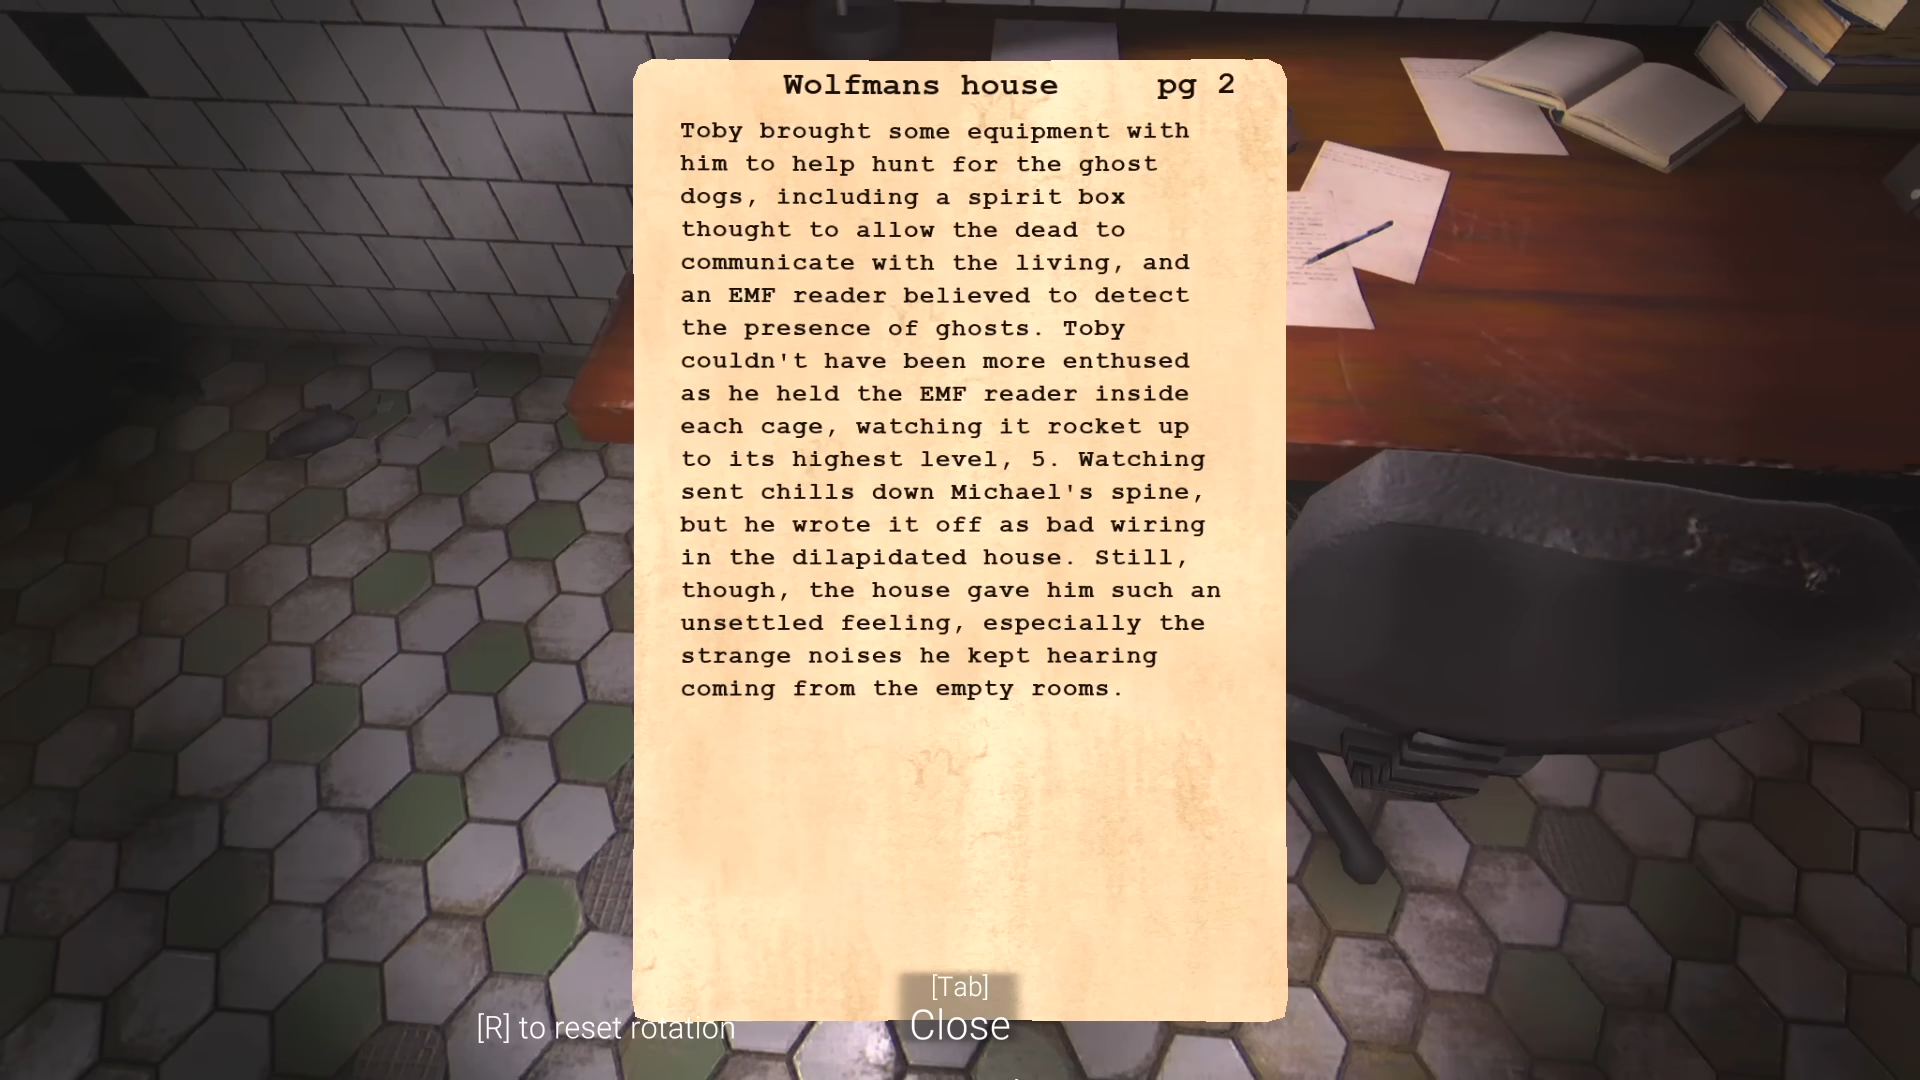 Wolfmans house pg 2
Toby brought some equipment with
him to help hunt for the ghost
dogs, including a spirit box
thought to allow the dead to
communicate with the living, and
an EMF reader believed to detect
the presence of ghosts. Toby
couldn't have been more enthused
as he held the EMF reader inside
each cage, watching it rocket up
to its highest level, 5. Watching
sent chills down Michael's spine,
but he wrote it off as bad wiring
in the dilapidated house. Still,
though, the house gave him such an
unsettled feeling, especially the
strange noises he kept hearing
coming from the empty rooms.
[Tab]
[R] to reset rotation
Close